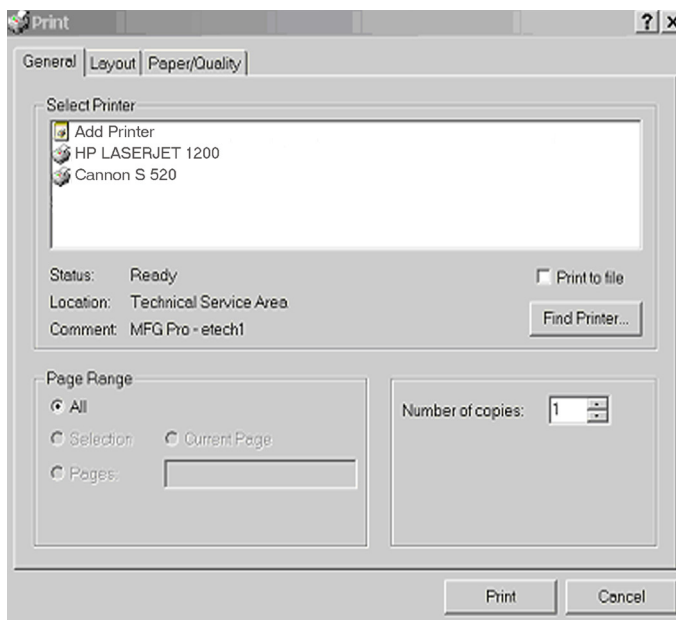 Print
General Layout Paper/Quality
Select Printer
Add Printer
HP LASERJET 1200
Cannon S 520
Status: Ready
Print to file
Location: Technical Service Area
Find Printer...
Comment: MFG Pro - etech1
Page Range
All
Number of copies: 1
Selection Current Page
Pages:
Print Cancel